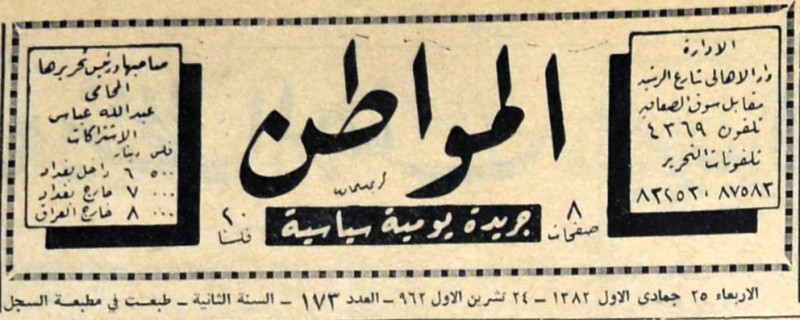 الادارة
دار الاهالي شارع الرشيد
مقابل سوق الصفافير
تلفون ٤٣٦٩
تلفونات التحرير
٨٣٢٥٣٠٨٧٥٨٣
المواطن
٨ صفحات
جريدة يومية سياسية
٢٠ فلسا
صاحبها ورئيس تحريرها
المحامي
عبدالله عباس
الاشتراكات
فلس دينار
٥٠٠ ٦ داخل بغداد
٠٠٠ ٧ خارج بغداد
٠٠٠ ٨ خارج العراق
الاربعاء ٢٥ جمادى الاول ١٣٨٢ – ٢٤ تشرين الاول ٩٦٢ – العدد ١٧٣ – السنة الثانية – طبعت في مطبعة السجل